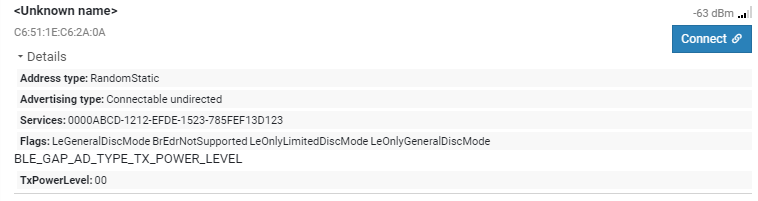 <Unknown name>
-63 dBm
C6:51:1E:C6:2A:0A
Connect
Details
Address type: RandomStatic
Advertising type: Connectable undirected
Services: 0000ABCD-1212-EFDE-1523-785FEF13D123
Flags: LeGeneralDiscMode BrEdrNotSupported LeOnlyLimitedDiscMode LeOnlyGeneralDiscMode
BLE_GAP_AD_TYPE_TX_POWER_LEVEL
TxPowerLevel: 00